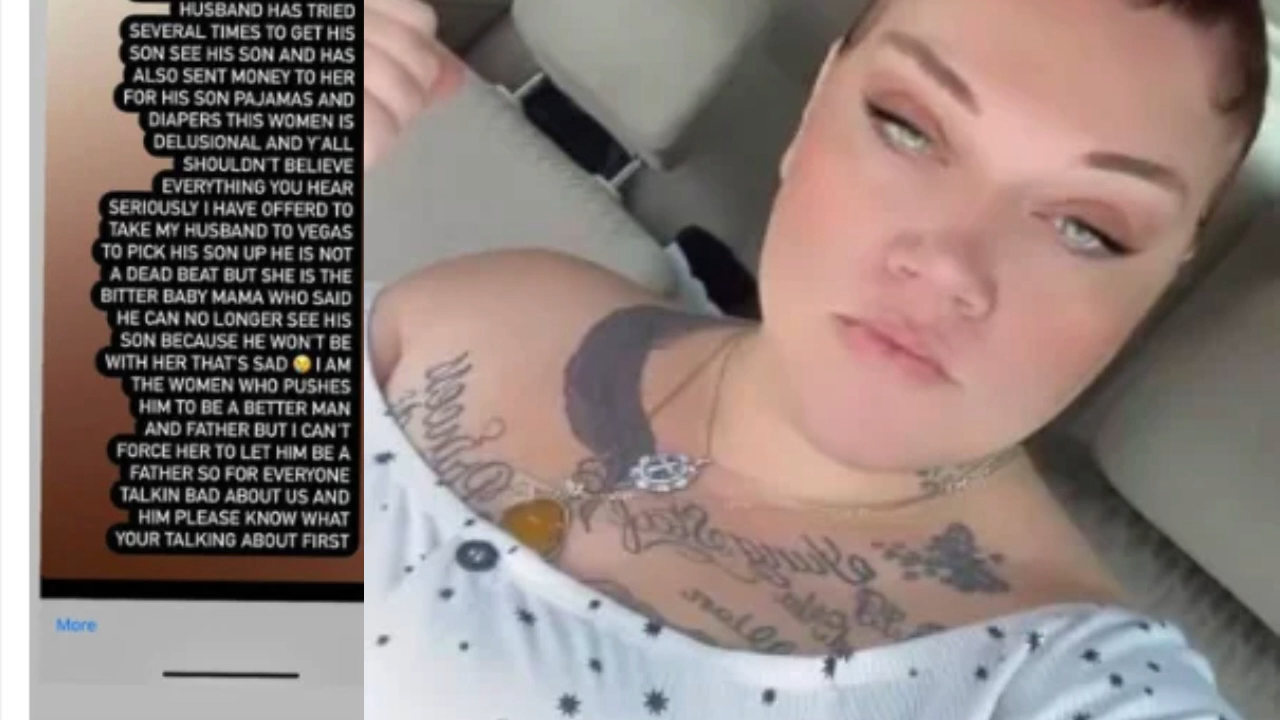 HUSBAND HAS TRIED
SEVERAL TIMES TO GET HIS
SON SEE HIS SON AND HAS
ALSO SENT MONEY TO HER
FOR HIS SON PAJAMAS AND
DIAPERS THIS WOMEN IS
DELUSIONAL AND Y'ALL
SHOULDN'T BELIEVE
EVERYTHING YOU HEAR
SERIOUSLY I HAVE OFFERD TO
TAKE MY HUSBAND TO VEGAS
TO PICK HIS SON UP HE IS NOT
A DEAD BEAT BUT SHE IS THE
BITTER BABY MAMA WHO SAID
HE CAN NO LONGER SEE HIS
SON BECAUSE HE WON'T BE
WITH HER THAT'S SAD 😢 I AM
THE WOMEN WHO PUSHES
HIM TO BE A BETTER MAN
AND FATHER BUT I CAN'T
FORCE HER TO LET HIM BE A
FATHER SO FOR EVERYONE
TALKIN BAD ABOUT US AND
HIM PLEASE KNOW WHAT
YOUR TALKING ABOUT FIRST
More